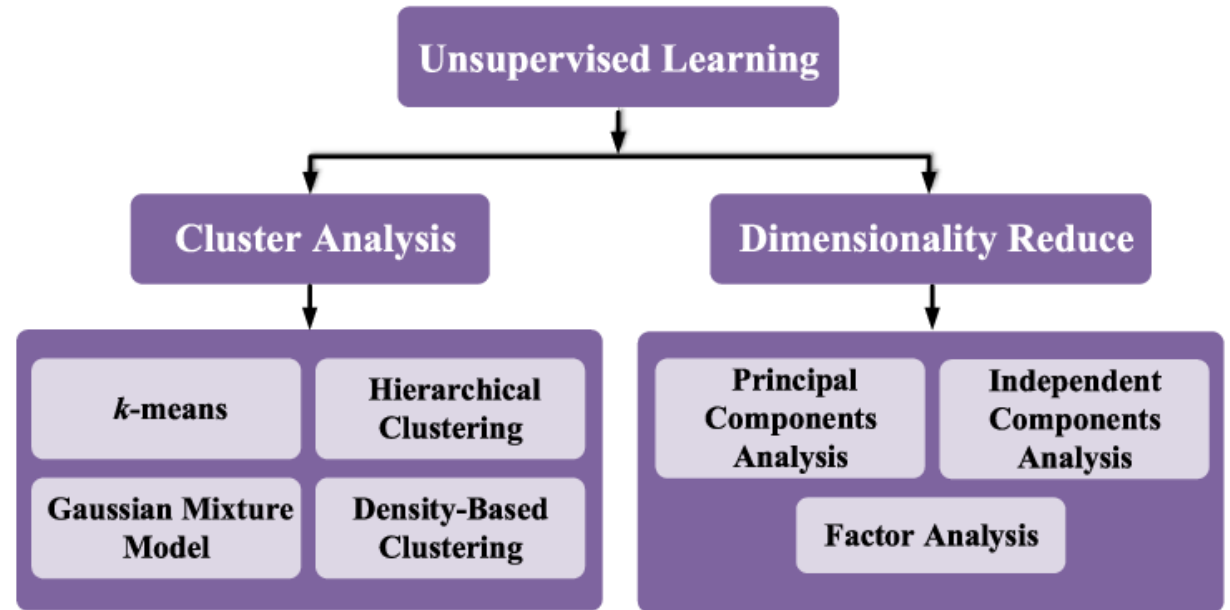 Unsupervised Learning
Cluster Analysis
Dimensionality Reduce
k-means
Hierarchical
Clustering
Gaussian Mixture
Model
Density-Based
Clustering
Principal
Components
Analysis
Independent
Components
Analysis
Factor Analysis